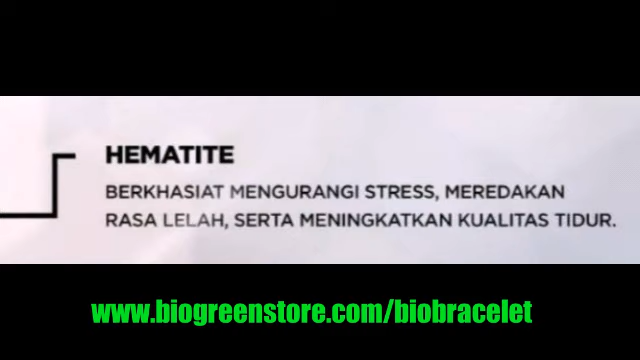 HEMATITE
BERKHASIAT MENGURANGI STRESS, MEREDAKAN
RASA LELAH, SERTA MENINGKATKAN KUALITAS TIDUR.
www.biogreenstore.com/biobracelet